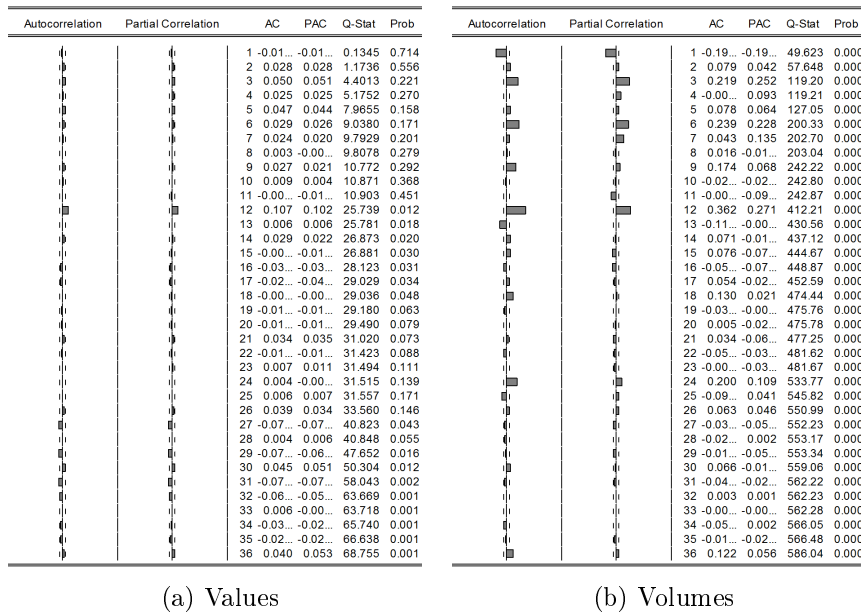 Autocorrelation Partial Correlation AC PAC Q-Stat Prob
1 -0.01... -0.01... 0.1345 0.714
2 0.028 0.028 1.1736 0.556
3 0.050 0.051 4.4013 0.221
4 0.025 0.025 5.1752 0.270
5 0.047 0.044 7.9655 0.158
6 0.029 0.026 9.0380 0.171
7 0.024 0.020 9.7929 0.201
8 0.003 -0.00... 9.8078 0.279
9 0.027 0.021 10.772 0.292
10 0.009 0.004 10.871 0.368
11 -0.00... -0.01... 10.903 0.451
12 0.107 0.102 25.739 0.012
13 0.006 0.006 25.781 0.018
14 0.029 0.022 26.873 0.020
15 -0.00... -0.01... 26.881 0.030
16 -0.03... -0.03... 28.123 0.031
17 -0.02... -0.04... 29.029 0.034
18 -0.00... -0.00... 29.036 0.048
19 -0.01... -0.01... 29.180 0.063
20 -0.01... -0.01... 29.490 0.079
21 0.034 0.035 31.020 0.073
22 -0.01... -0.01... 31.423 0.088
23 0.007 0.011 31.494 0.111
24 0.004 -0.00... 31.515 0.139
25 0.006 0.007 31.557 0.171
26 0.039 0.034 33.560 0.146
27 -0.07... -0.07... 40.823 0.043
28 0.004 0.006 40.848 0.055
29 -0.07... -0.06... 47.652 0.016
30 0.045 0.051 50.304 0.012
31 -0.07... -0.07... 58.043 0.002
32 -0.06... -0.05... 63.669 0.001
33 0.006 -0.00... 63.718 0.001
34 -0.03... -0.02... 65.740 0.001
35 -0.02... -0.02... 66.638 0.001
36 0.040 0.053 68.755 0.001
(a) Values
Autocorrelation Partial Correlation AC PAC Q-Stat Prob
1 -0.19... -0.19... 49.623 0.000
2 0.079 0.042 57.648 0.000
3 0.219 0.252 119.20 0.000
4 -0.00... 0.093 119.21 0.000
5 0.078 0.064 127.05 0.000
6 0.239 0.228 200.33 0.000
7 0.043 0.135 202.70 0.000
8 0.016 -0.01... 203.04 0.000
9 0.174 0.068 242.22 0.000
10 -0.02... -0.02... 242.80 0.000
11 -0.00... -0.09... 242.87 0.000
12 0.362 0.271 412.21 0.000
13 -0.11... -0.00... 430.56 0.000
14 0.071 -0.01... 437.12 0.000
15 0.076 -0.07... 444.67 0.000
16 -0.05... -0.07... 448.87 0.000
17 0.054 -0.02... 452.59 0.000
18 0.130 0.021 474.44 0.000
19 -0.03... -0.00... 475.76 0.000
20 0.005 -0.02... 475.78 0.000
21 0.034 -0.06... 477.25 0.000
22 -0.05... -0.03... 481.62 0.000
23 -0.00... -0.03... 481.67 0.000
24 0.200 0.109 533.77 0.000
25 -0.09... 0.041 545.82 0.000
26 0.063 0.046 550.99 0.000
27 -0.03... -0.05... 552.23 0.000
28 -0.02... 0.002 553.17 0.000
29 -0.01... -0.05... 553.34 0.000
30 0.066 -0.01... 559.06 0.000
31 -0.04... -0.02... 562.22 0.000
32 0.003 0.001 562.23 0.000
33 -0.00... -0.00... 562.28 0.000
34 -0.05... 0.002 566.05 0.000
35 -0.01... -0.02... 566.48 0.000
36 0.122 0.056 586.04 0.000
(b) Volumes